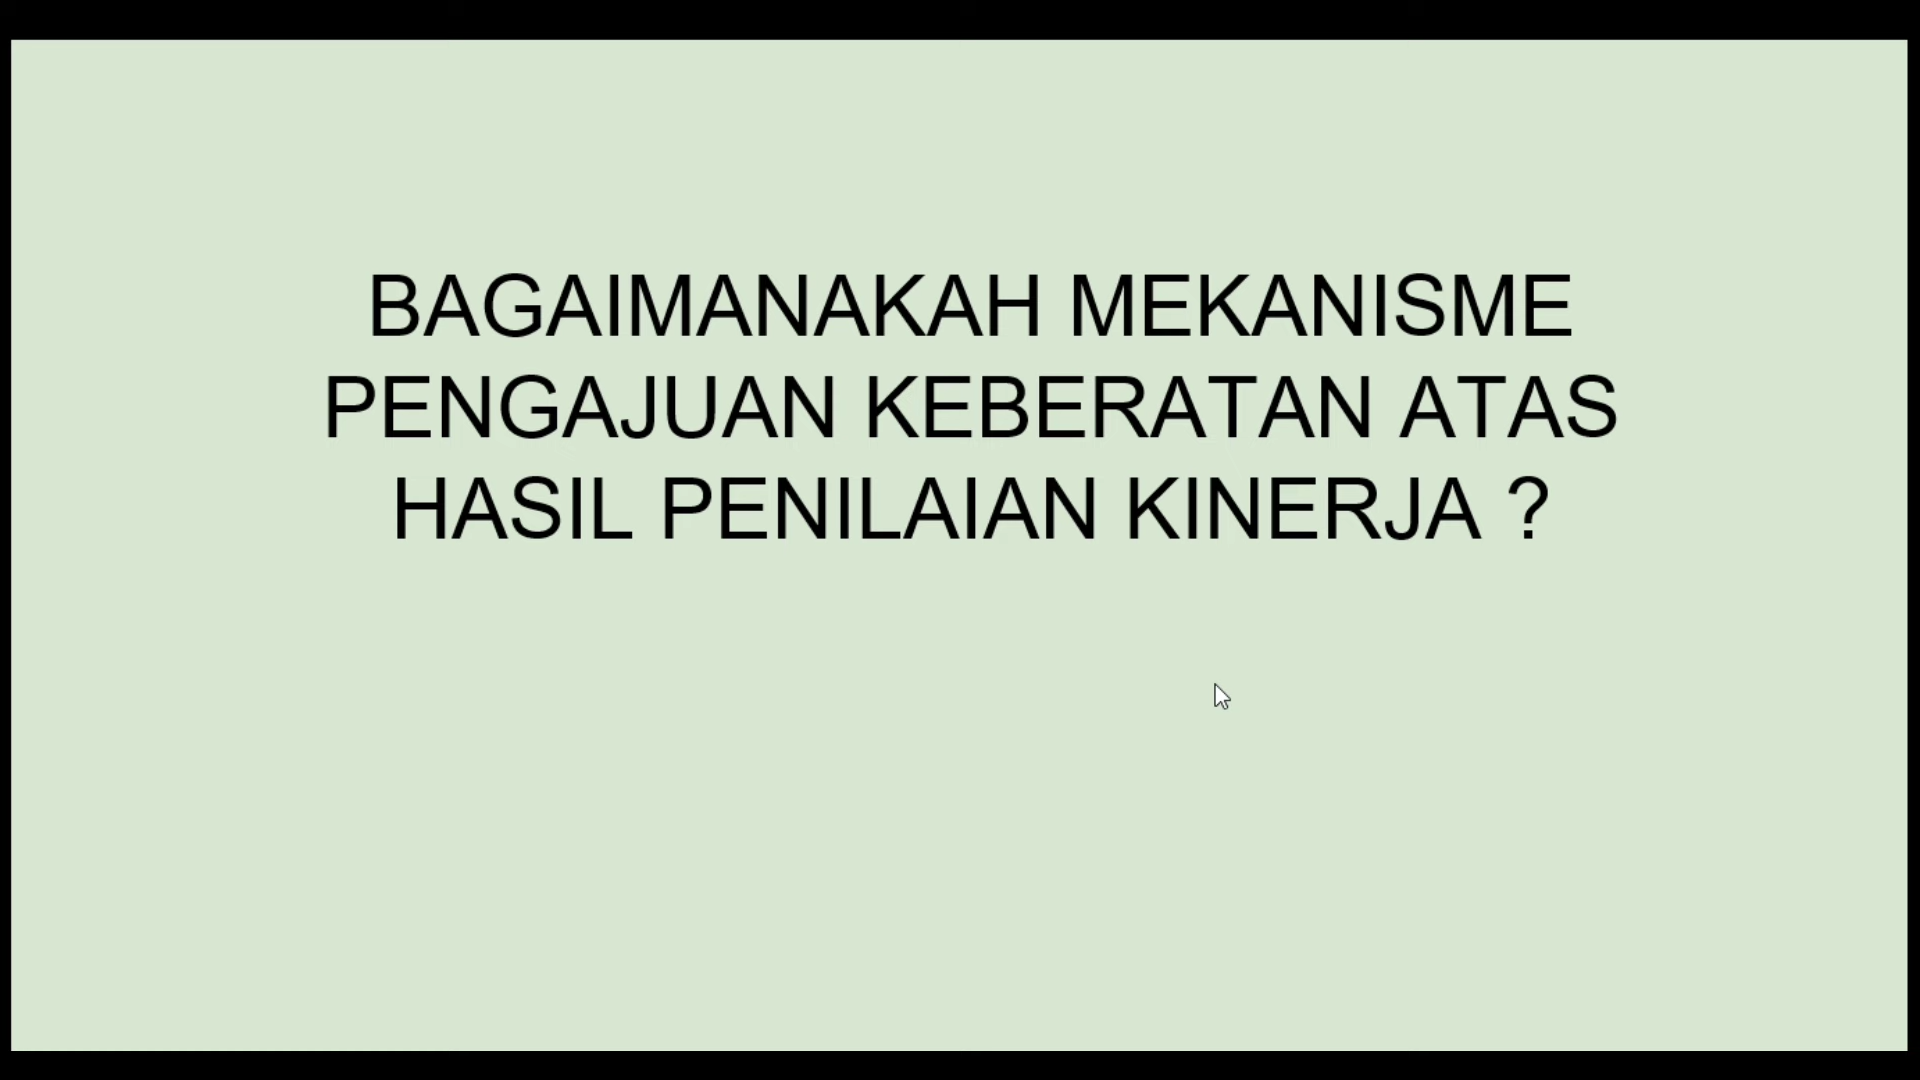 BAGAIMANAKAH MEKANISME
PENGAJUAN KEBERATAN ATAS
HASIL PENILAIAN KINERJA ?